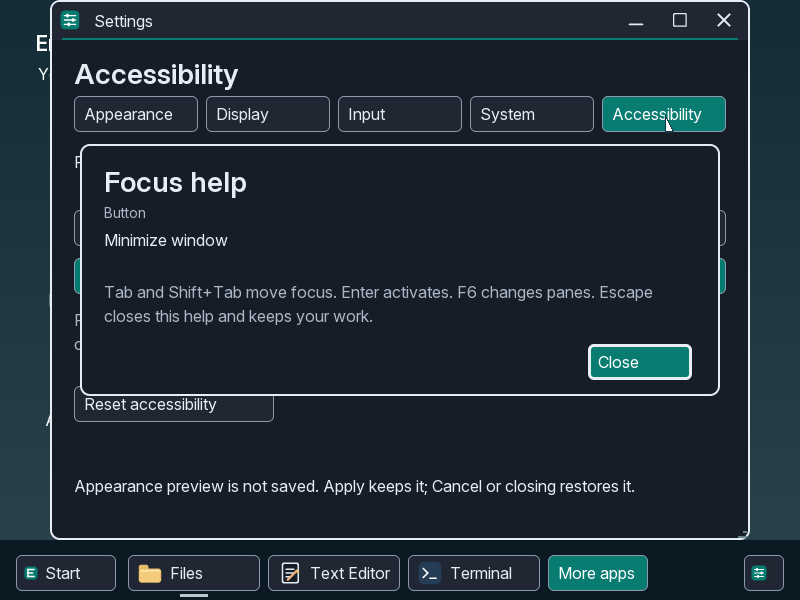 Settings
Accessibility
Appearance
Display
Input
System
Accessibility
Focus help
Button
Minimize window
Tab and Shift+Tab move focus. Enter activates. F6 changes panes. Escape
closes this help and keeps your work.
Close
Reset accessibility
Appearance preview is not saved. Apply keeps it; Cancel or closing restores it.
Start
Files
Text Editor
Terminal
More apps